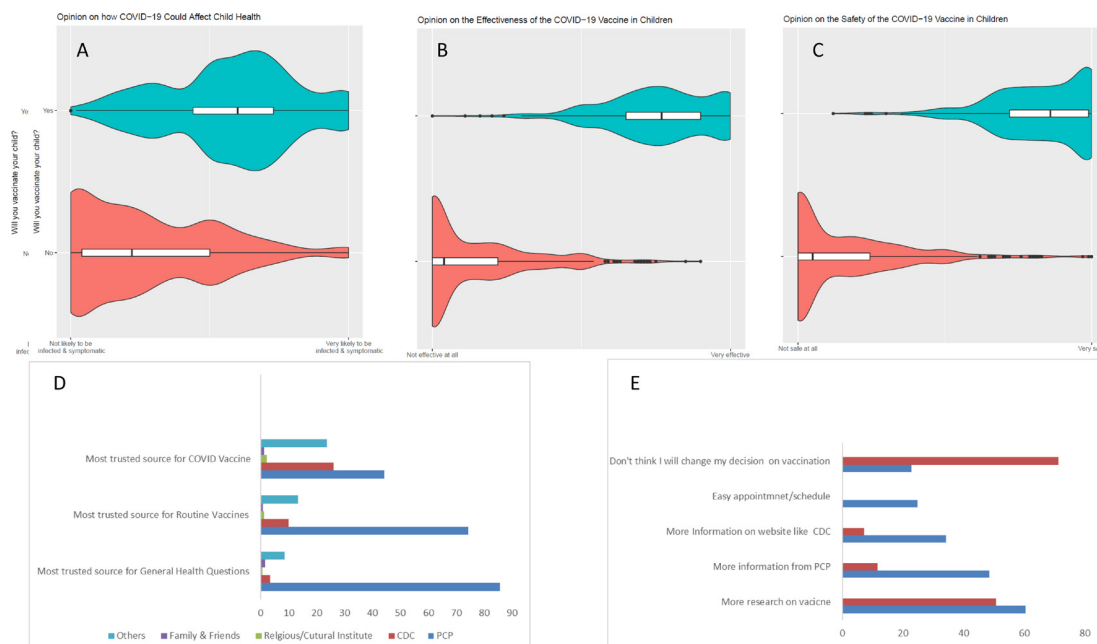 Opinion on how COVID-19 Could Affect Child Health
A
Will you vaccinate your child?
Will you vaccinate your child?
Ye
Yes
N
No
Not likely to be
infected & symptomatic
infec
Very likely to be
infected & symptomatic
Opinion on the Effectiveness of the COVID-19 Vaccine in Children
B
Not effective at all
Very effective
Opinion on the Safety of the COVID-19 Vaccine in Children
C
Not safe at all
Very s
D
Most trusted source for COVID Vaccine
Most trusted source for Routine Vaccines
Most trusted source for General Health Questions
0 10 20 30 40 50 60 70 80 90
Others Family & Friends Relgious/Cutural Institute CDC PCP
E
Don't think I will change my decision on vaccination
Easy appointmnet/schedule
More Information on website like CDC
More information from PCP
More research on vacicne
0 20 40 60 80